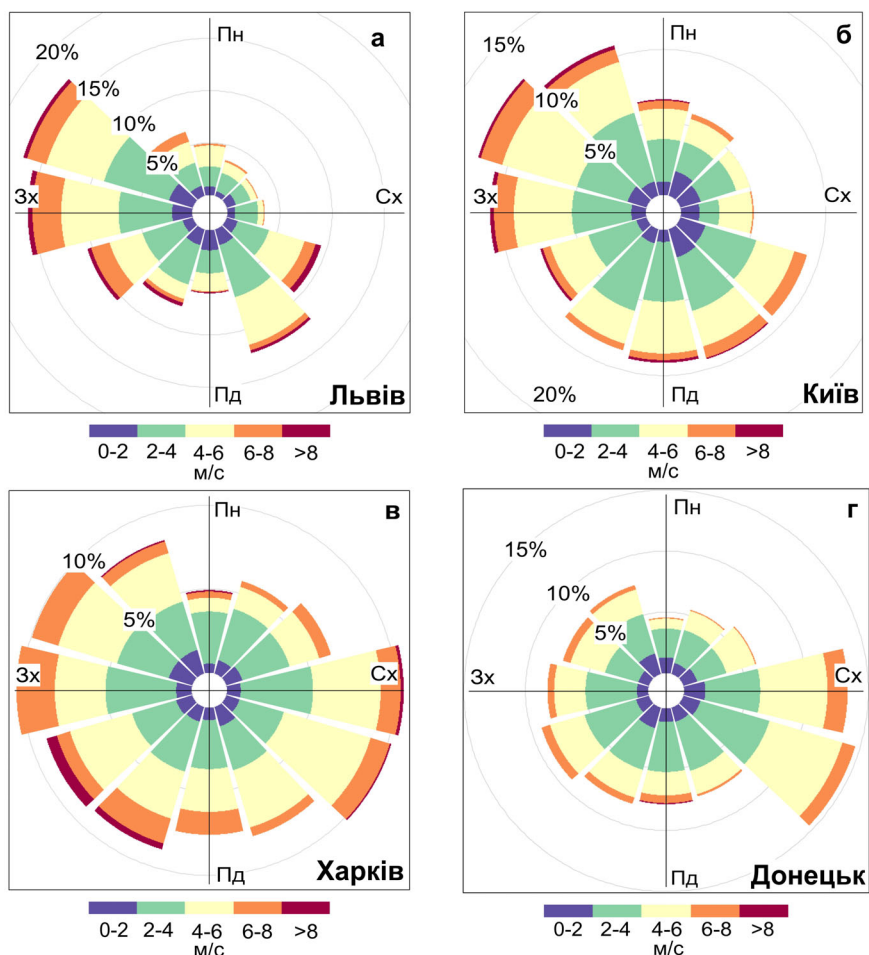 Пн
а
20%
15%
10%
5%
Зх
Сх
Пд
Львів
0-2 2-4 4-6 6-8 >8
м/с
Пн
б
15%
10%
5%
Зх
Сх
Пд
20%
Київ
0-2 2-4 4-6 6-8 >8
м/с
Пн
в
10%
5%
Зх
Сх
Пд
Харків
0-2 2-4 4-6 6-8 >8
м/с
Пн
г
15%
10%
5%
Зх
Сх
Пд
Донецьк
0-2 2-4 4-6 6-8 >8
м/с